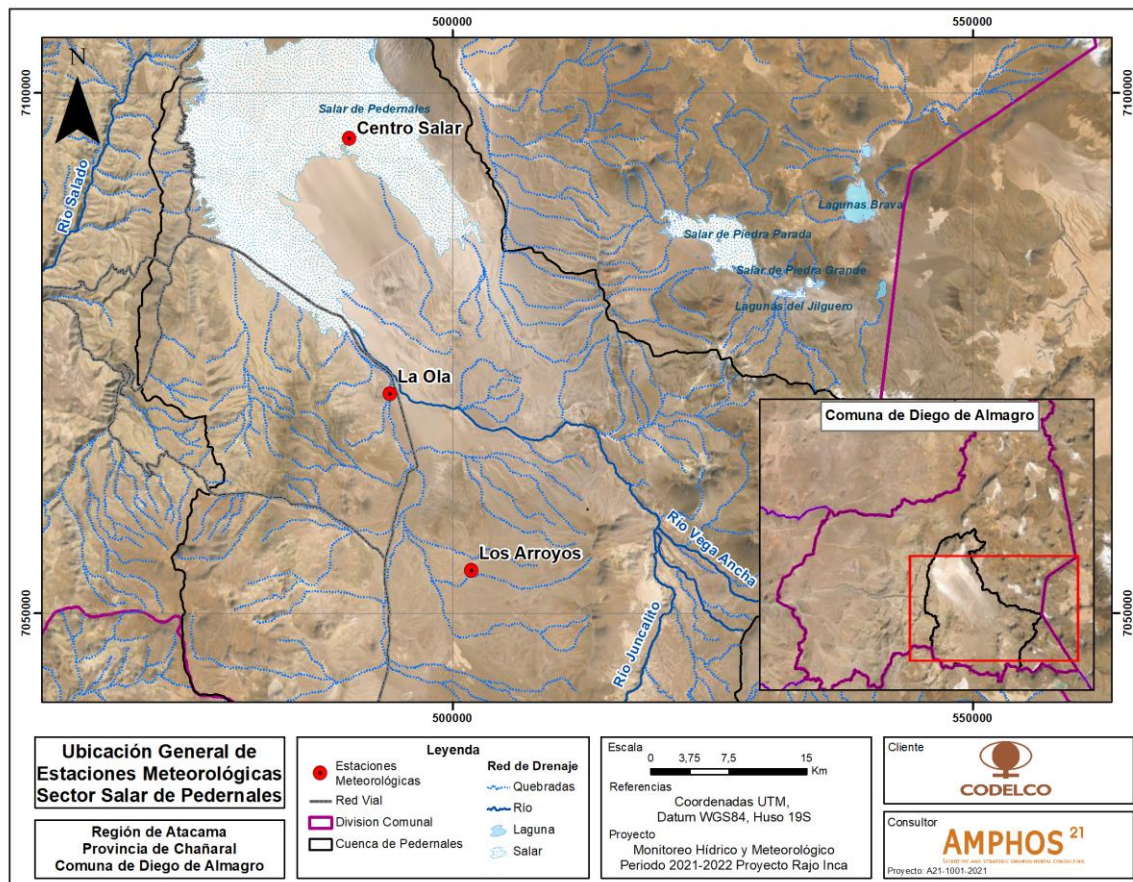 500000
550000
7100000
7100000
N
Salar de Pedernales
Centro Salar
Río Salado
Lagunas Brava
Salar de Piedra Parada
Salar de Piedra Grande
Lagunas del Jilguero
La Ola
Comuna de Diego de Almagro
Los Arroyos
Río Vega Ancha
Río Juncalito
7050000
7050000
500000
550000
Ubicación General de
Estaciones Meteorológicas
Sector Salar de Pedernales
Región de Atacama
Provincia de Chañaral
Comuna de Diego de Almagro
Leyenda
Estaciones
Meteorológicas
Red Vial
Division Comunal
Cuenca de Pedernales
Red de Drenaje
Quebradas
Río
Laguna
Salar
Escala
0 3,75 7,5 15
Km
Referencias
Coordenadas UTM,
Datum WGS84, Huso 19S
Proyecto
Monitoreo Hídrico y Meteorológico
Periodo 2021-2022 Proyecto Rajo Inca
Cliente
CODELCO
Consultor
AMPHOS 21
SCIENTIFIC AND STRATEGIC ENVIRONMENTAL CONSULTING
Proyecto: A21-1001-2021